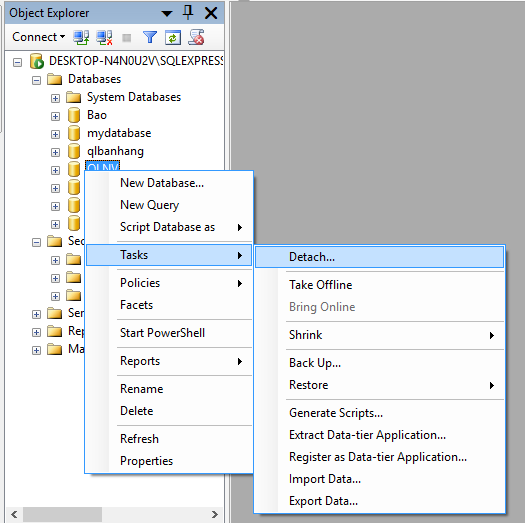 Object Explorer
Connect
DESKTOP-N4N0U2V\SQLEXPRESS
Databases
System Databases
Bao
mydatabase
qlbanhang
QLNV
New Database...
New Query
Script Database as
Sec
Tasks
Detach...
Policies
Take Offline
Facets
Bring Online
Ser
Rep
Start PowerShell
Shrink
Ma
Reports
Back Up...
Rename
Restore
Delete
Generate Scripts...
Refresh
Extract Data-tier Application...
Properties
Register as Data-tier Application...
Import Data...
Export Data...